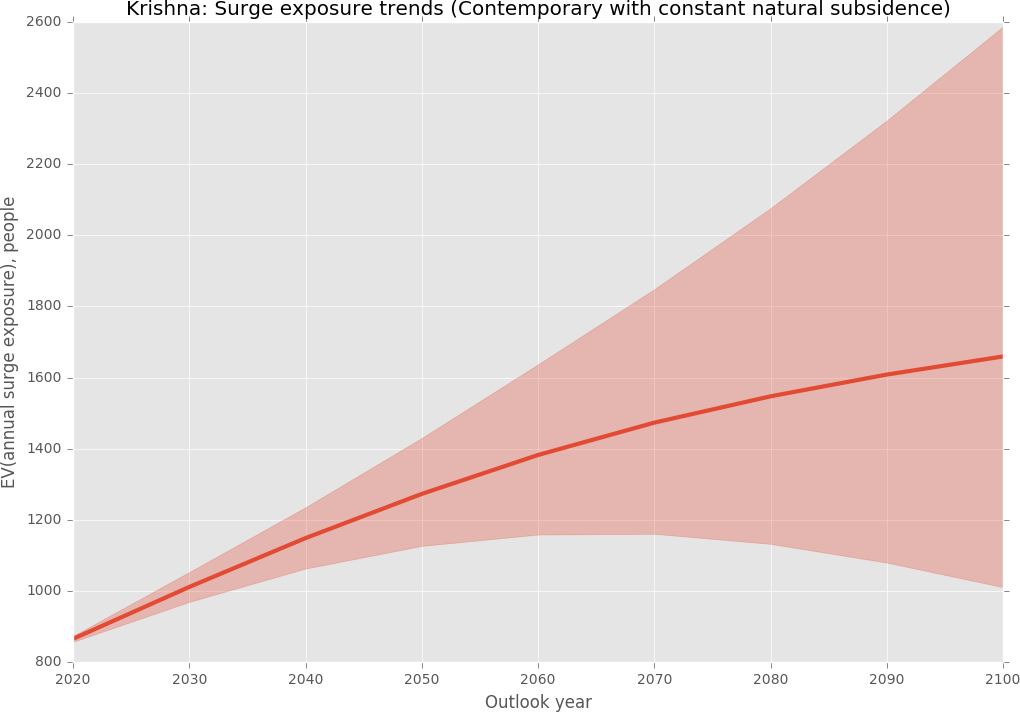 Krishna: Surge exposure trends (Contemporary with constant natural subsidence)
EV(annual surge exposure), people
2600
2400
2200
2000
1800
1600
1400
1200
1000
800
2020 2030 2040 2050 2060 2070 2080 2090 2100
Outlook year